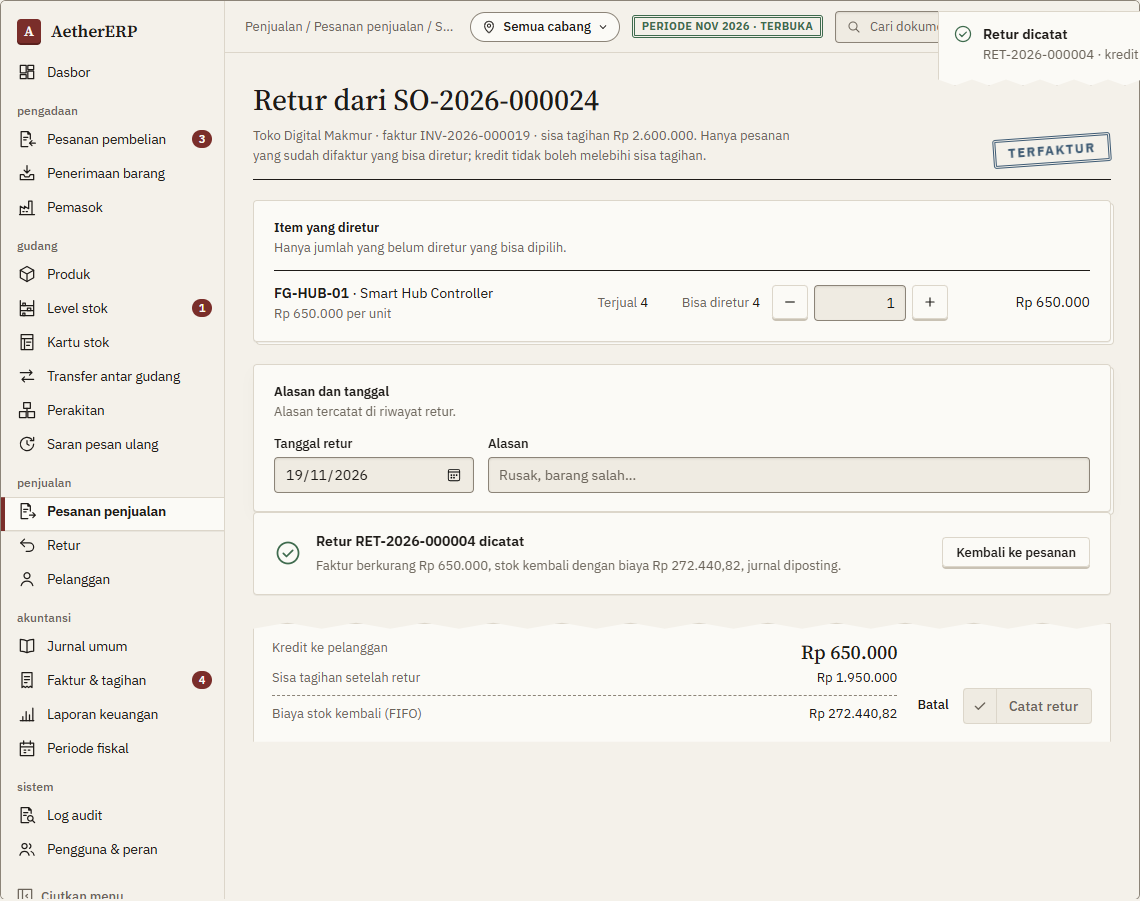 A AetherERP
Dasbor
pengadaan
Pesanan pembelian 3
Penerimaan barang
Pemasok
gudang
Produk
Level stok 1
Kartu stok
Transfer antar gudang
Perakitan
Saran pesan ulang
penjualan
Pesanan penjualan
Retur
Pelanggan
akuntansi
Jurnal umum
Faktur & tagihan 4
Laporan keuangan
Periode fiskal
sistem
Log audit
Pengguna & peran
Ciutkan menu
Penjualan / Pesanan penjualan / S...
Semua cabang
PERIODE NOV 2026 · TERBUKA
Cari dokum
Retur dicatat
RET-2026-000004 · kredit
Retur dari SO-2026-000024
Toko Digital Makmur · faktur INV-2026-000019 · sisa tagihan Rp 2.600.000. Hanya pesanan
yang sudah difaktur yang bisa diretur; kredit tidak boleh melebihi sisa tagihan.
TERFAKTUR
Item yang diretur
Hanya jumlah yang belum diretur yang bisa dipilih.
FG-HUB-01 · Smart Hub Controller
Rp 650.000 per unit
Terjual 4
Bisa diretur 4
− 1 +
Rp 650.000
Alasan dan tanggal
Alasan tercatat di riwayat retur.
Tanggal retur
19/11/2026
Alasan
Rusak, barang salah...
Retur RET-2026-000004 dicatat
Faktur berkurang Rp 650.000, stok kembali dengan biaya Rp 272.440,82, jurnal diposting.
Kembali ke pesanan
Kredit ke pelanggan Rp 650.000
Sisa tagihan setelah retur Rp 1.950.000
Biaya stok kembali (FIFO) Rp 272.440,82
Batal
Catat retur